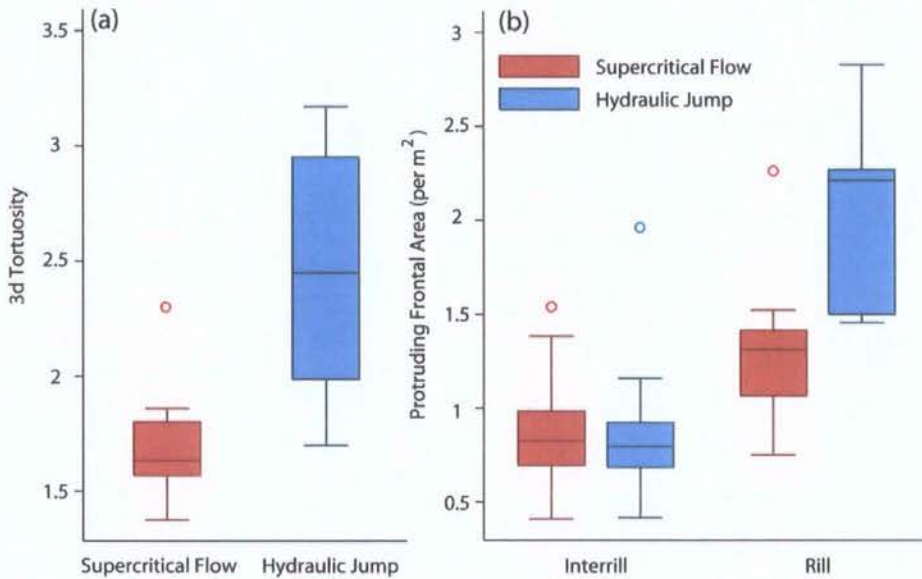 (a)
3.5
3
2.5
2
1.5
3d Tortuosity
Supercritical Flow
Hydraulic Jump
(b)
3
2.5
2
1.5
1
0.5
Protruding Frontal Area (per m²)
Supercritical Flow
Hydraulic Jump
Interrill
Rill